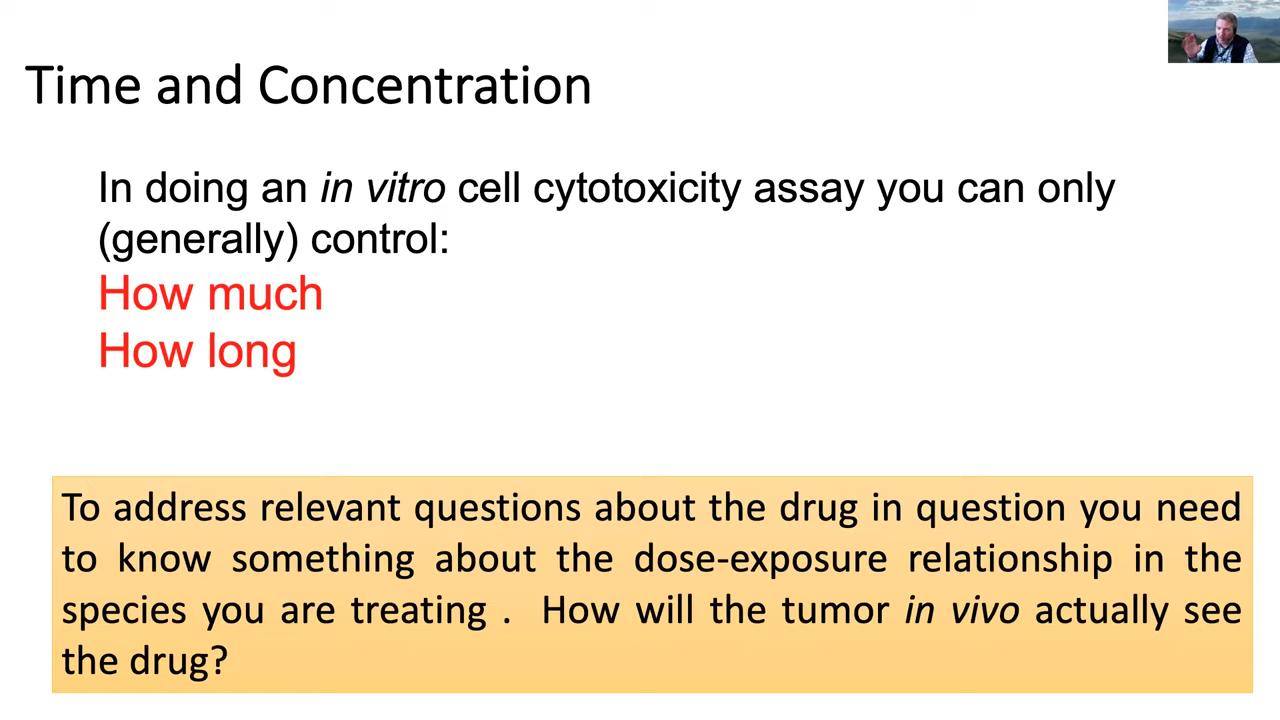 Time and Concentration
In doing an in vitro cell cytotoxicity assay you can only
(generally) control:
How much
How long
To address relevant questions about the drug in question you need
to know something about the dose-exposure relationship in the
species you are treating .  How will the tumor in vivo actually see
the drug?